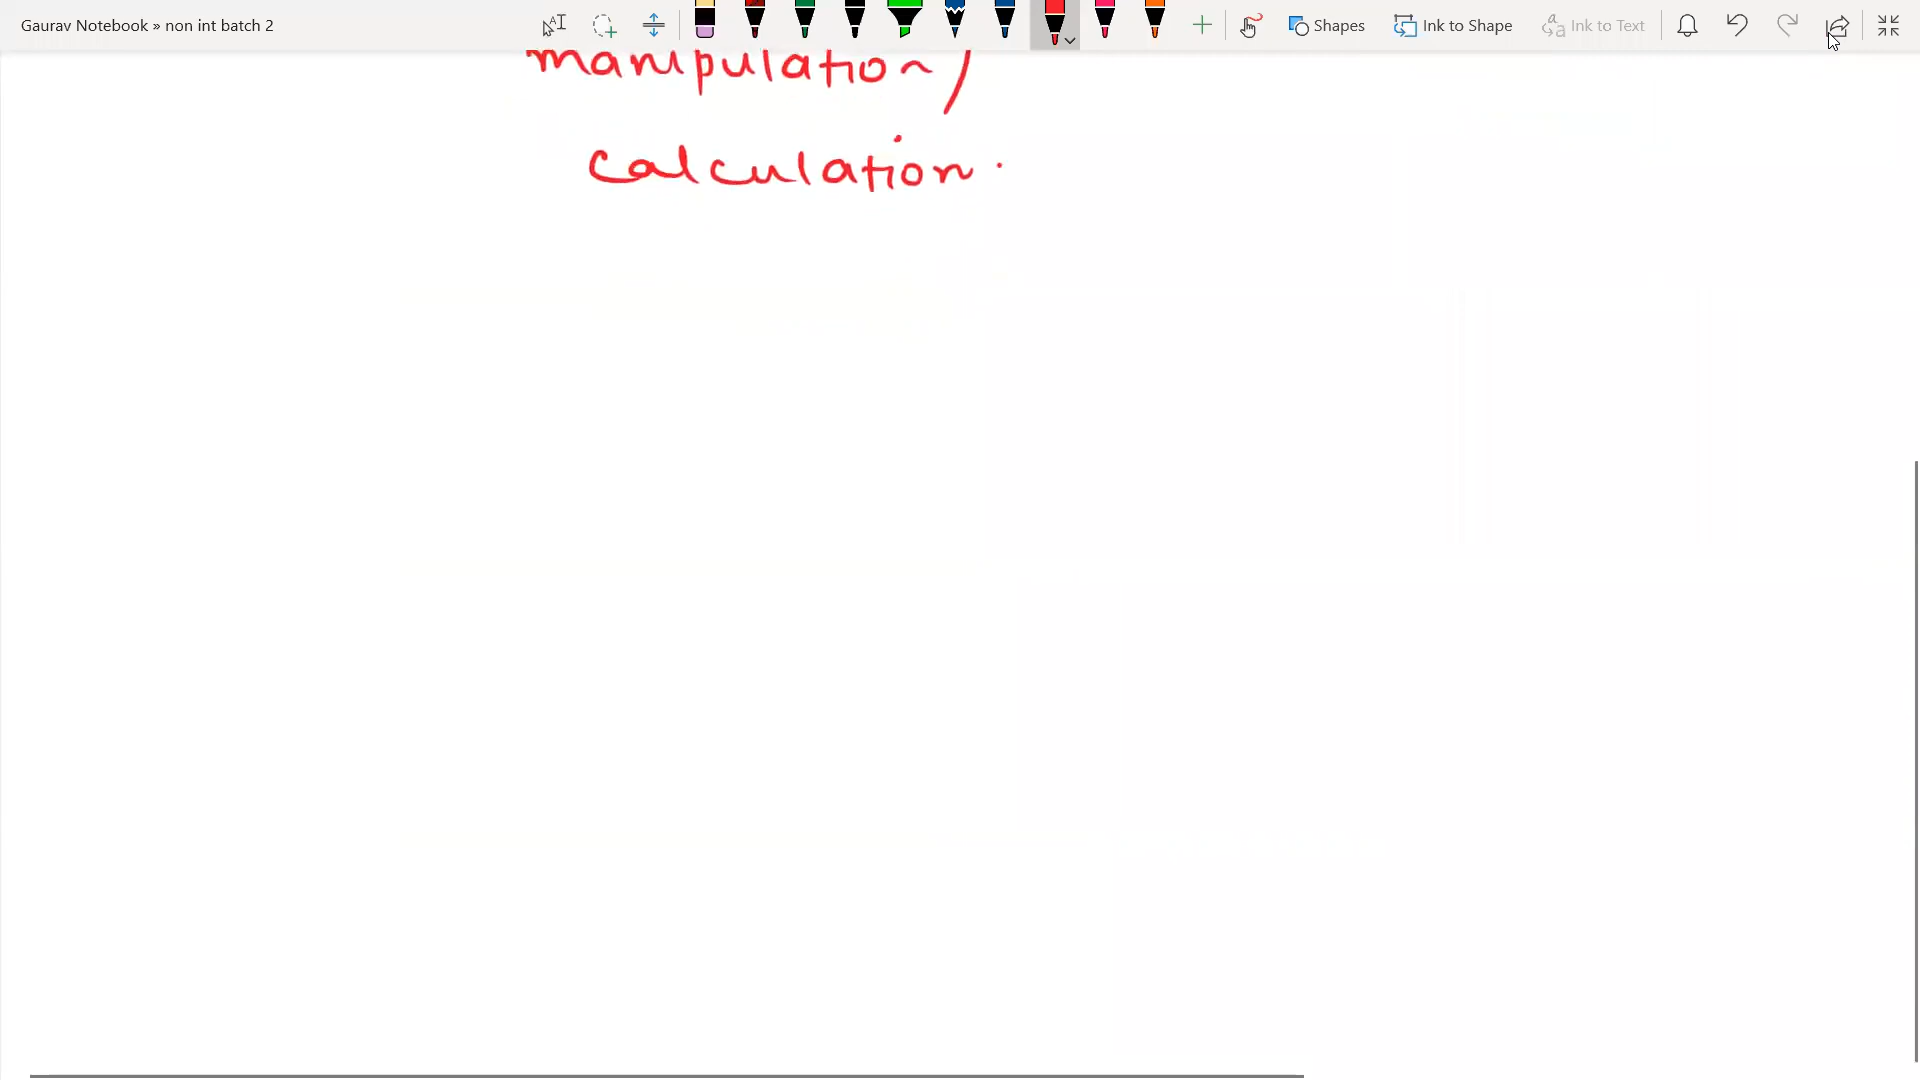 Gaurav Notebook » non int batch 2
Shapes
Ink to Shape
Ink to Text
manipulation/
calculation.